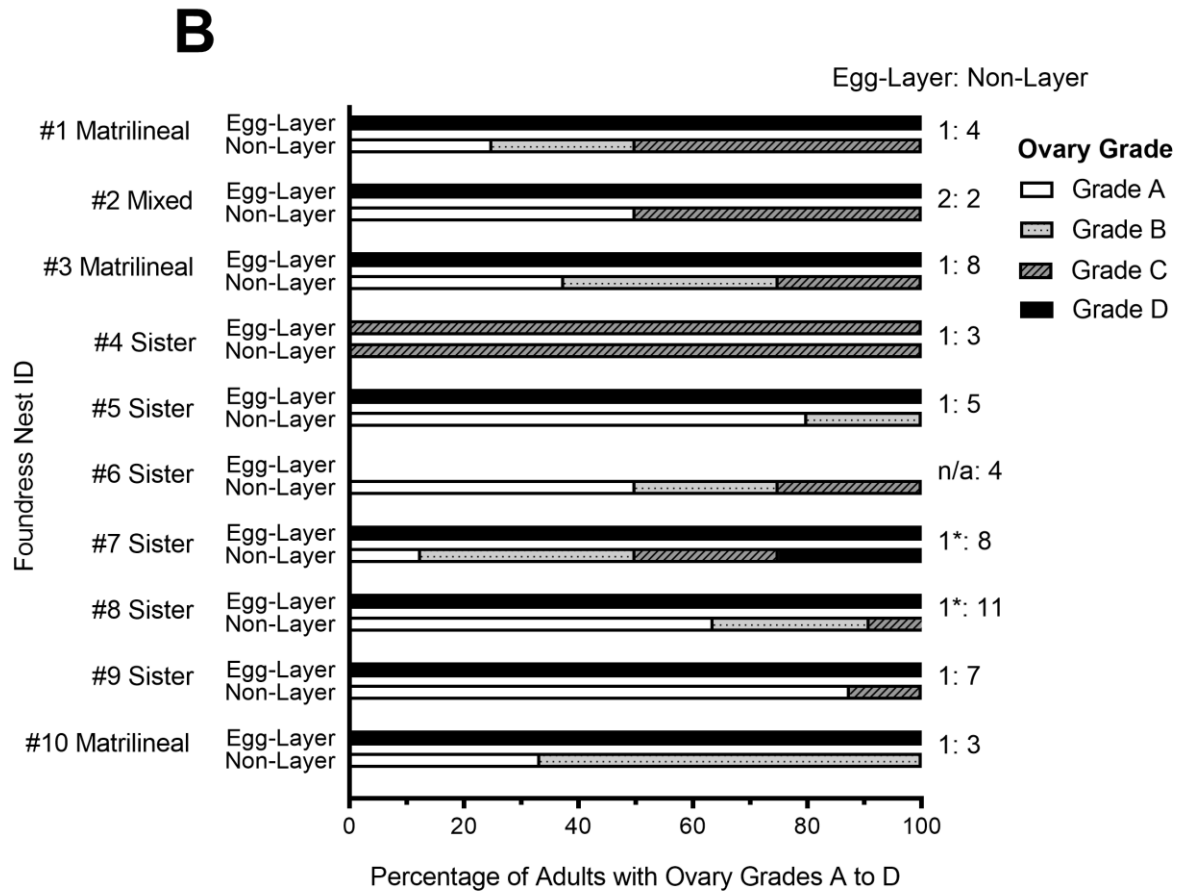 B
Egg-Layer: Non-Layer
#1 Matrilineal
Egg-Layer
Non-Layer
1: 4
#2 Mixed
Egg-Layer
Non-Layer
2: 2
#3 Matrilineal
Egg-Layer
Non-Layer
1: 8
#4 Sister
Egg-Layer
Non-Layer
1: 3
#5 Sister
Egg-Layer
Non-Layer
1: 5
#6 Sister
Egg-Layer
Non-Layer
n/a: 4
#7 Sister
Egg-Layer
Non-Layer
1*: 8
#8 Sister
Egg-Layer
Non-Layer
1*: 11
#9 Sister
Egg-Layer
Non-Layer
1: 7
#10 Matrilineal
Egg-Layer
Non-Layer
1: 3
Foundress Nest ID
0 20 40 60 80 100
Percentage of Adults with Ovary Grades A to D
Ovary Grade
Grade A
Grade B
Grade C
Grade D